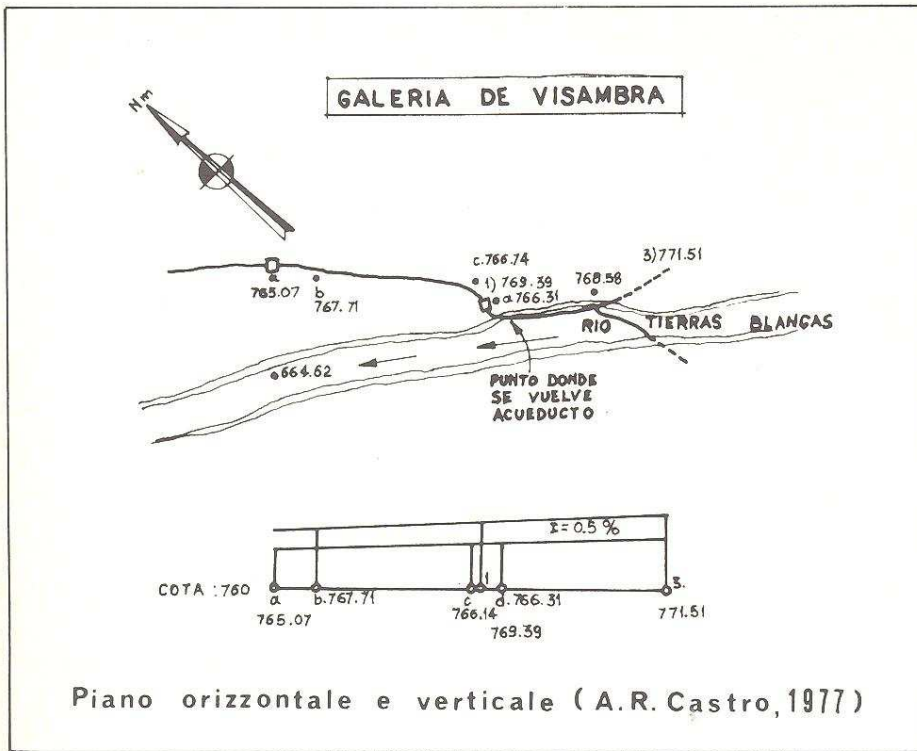 GALERIA DE VISAMBRA
Nm
c.766.14
3)771.51
1) 769.39
768.58
a
765.07
b
767.71
d 766.31
RIO TIERRAS BLANCAS
664.62
PUNTO DONDE
SE VUELVE
ACUEDUCTO
I=0.5 %
COTA :760
a
b.767.71
c
1
d.766.31
3.
765.07
766.14
769.39
771.51
Piano orizzontale e verticale ( A.R. Castro, 1977 )